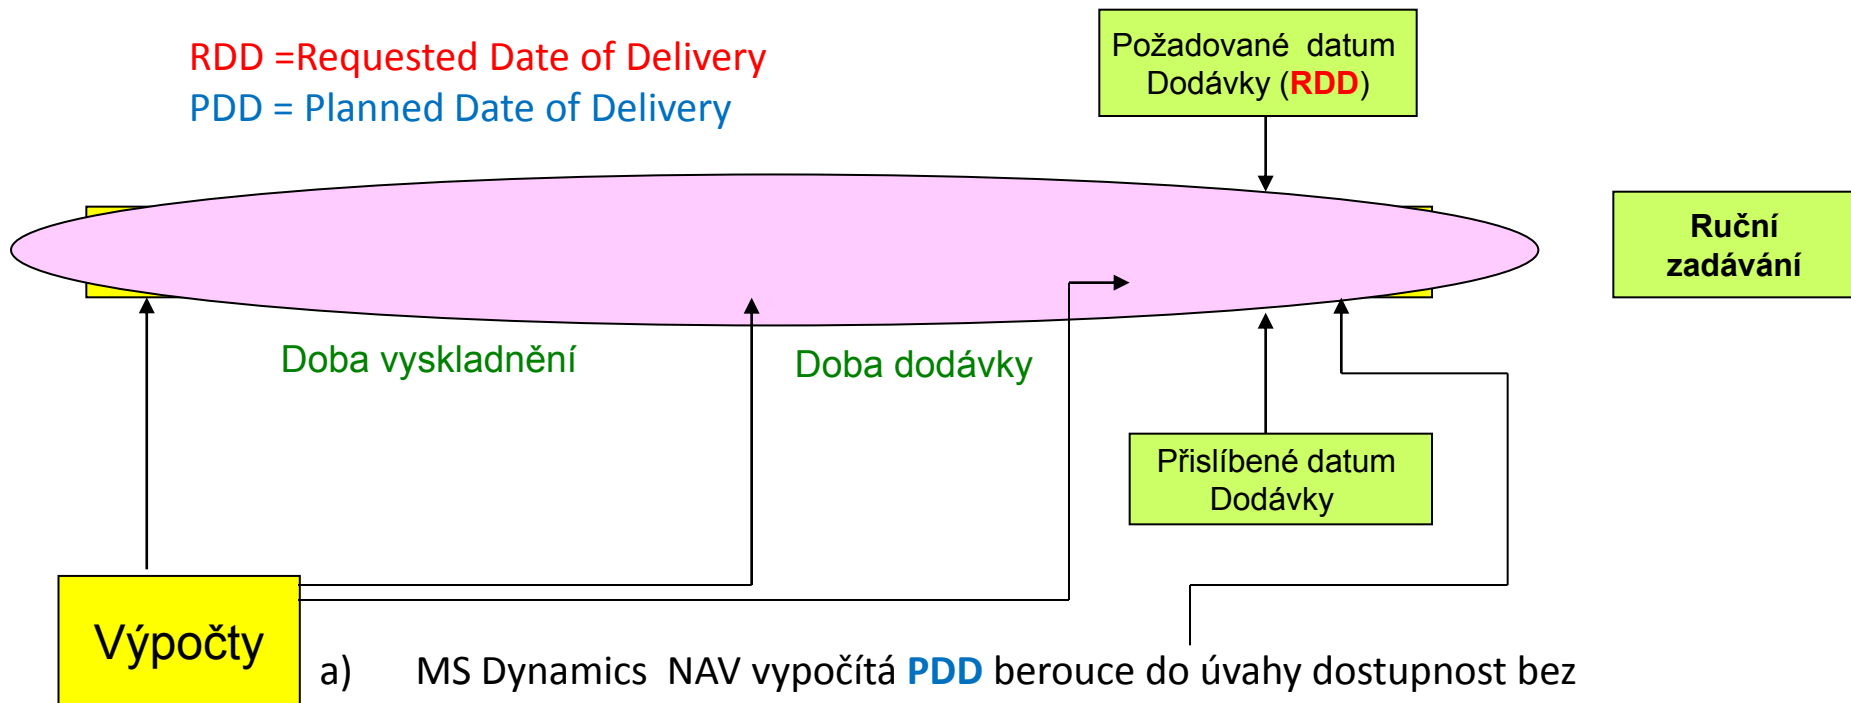 RDD =Requested Date of Delivery
PDD = Planned Date of Delivery
Požadované datum
Dodávky (RDD)
Ruční
zadávání
Doba vyskladnění
Doba dodávky
Přislíbené datum
Dodávky
Výpočty
a) MS Dynamics NAV vypočítá PDD berouce do úvahy dostupnost bez